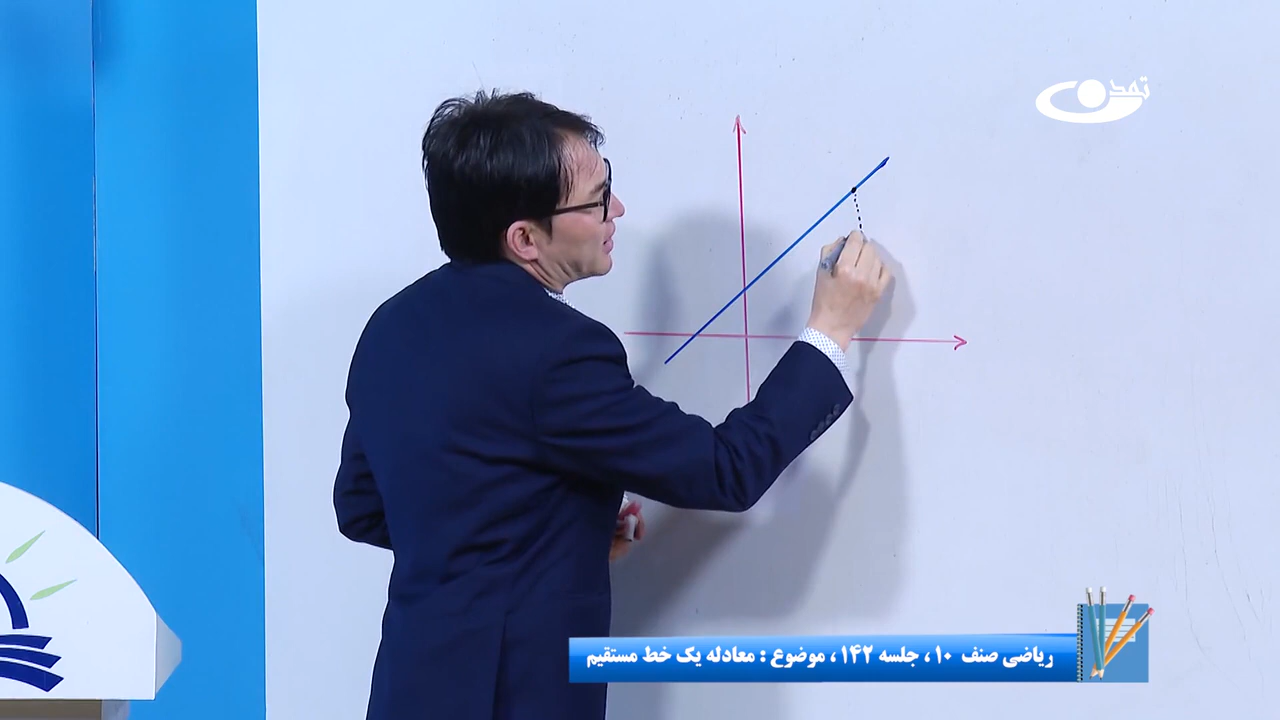 تمدن
ریاضی صنف ۱۰ ، جلسه ۱۴۲ ، موضوع : معادله یک خط مستقیم